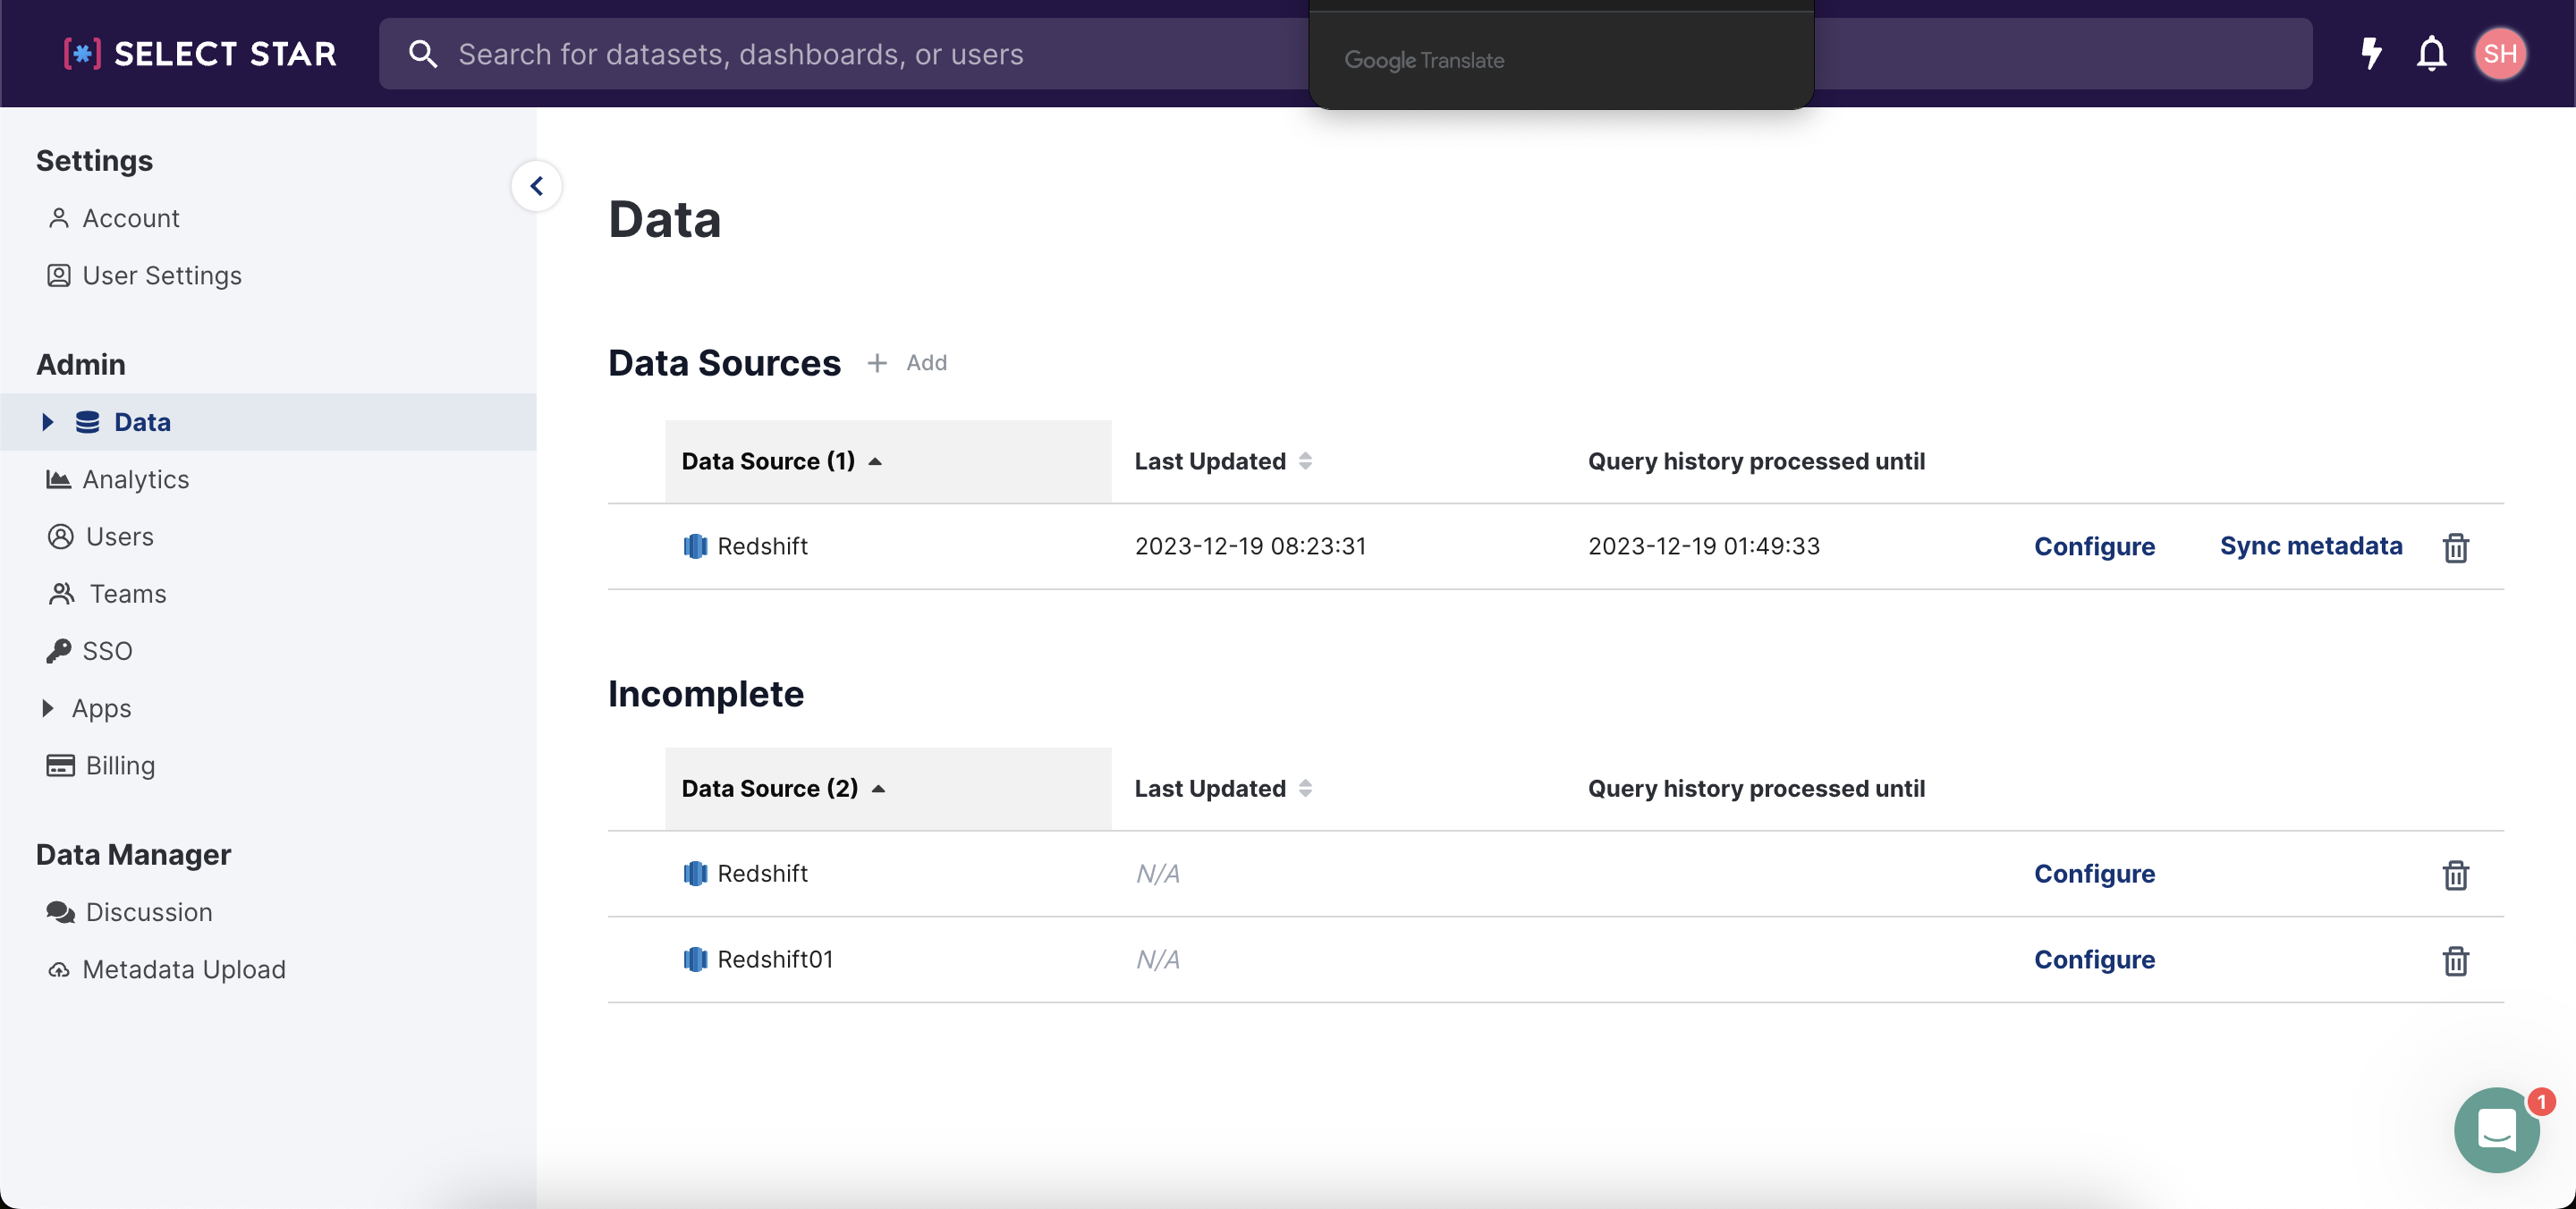 [*] SELECT STAR
Search for datasets, dashboards, or users
Google Translate
SH
Settings
Account
User Settings
Admin
Data
Analytics
Users
Teams
SSO
Apps
Billing
Data Manager
Discussion
Metadata Upload
Data
Data Sources + Add
Data Source (1) Last Updated Query history processed until
Redshift 2023-12-19 08:23:31 2023-12-19 01:49:33 Configure Sync metadata
Incomplete
Data Source (2) Last Updated Query history processed until
Redshift N/A Configure
Redshift01 N/A Configure
1